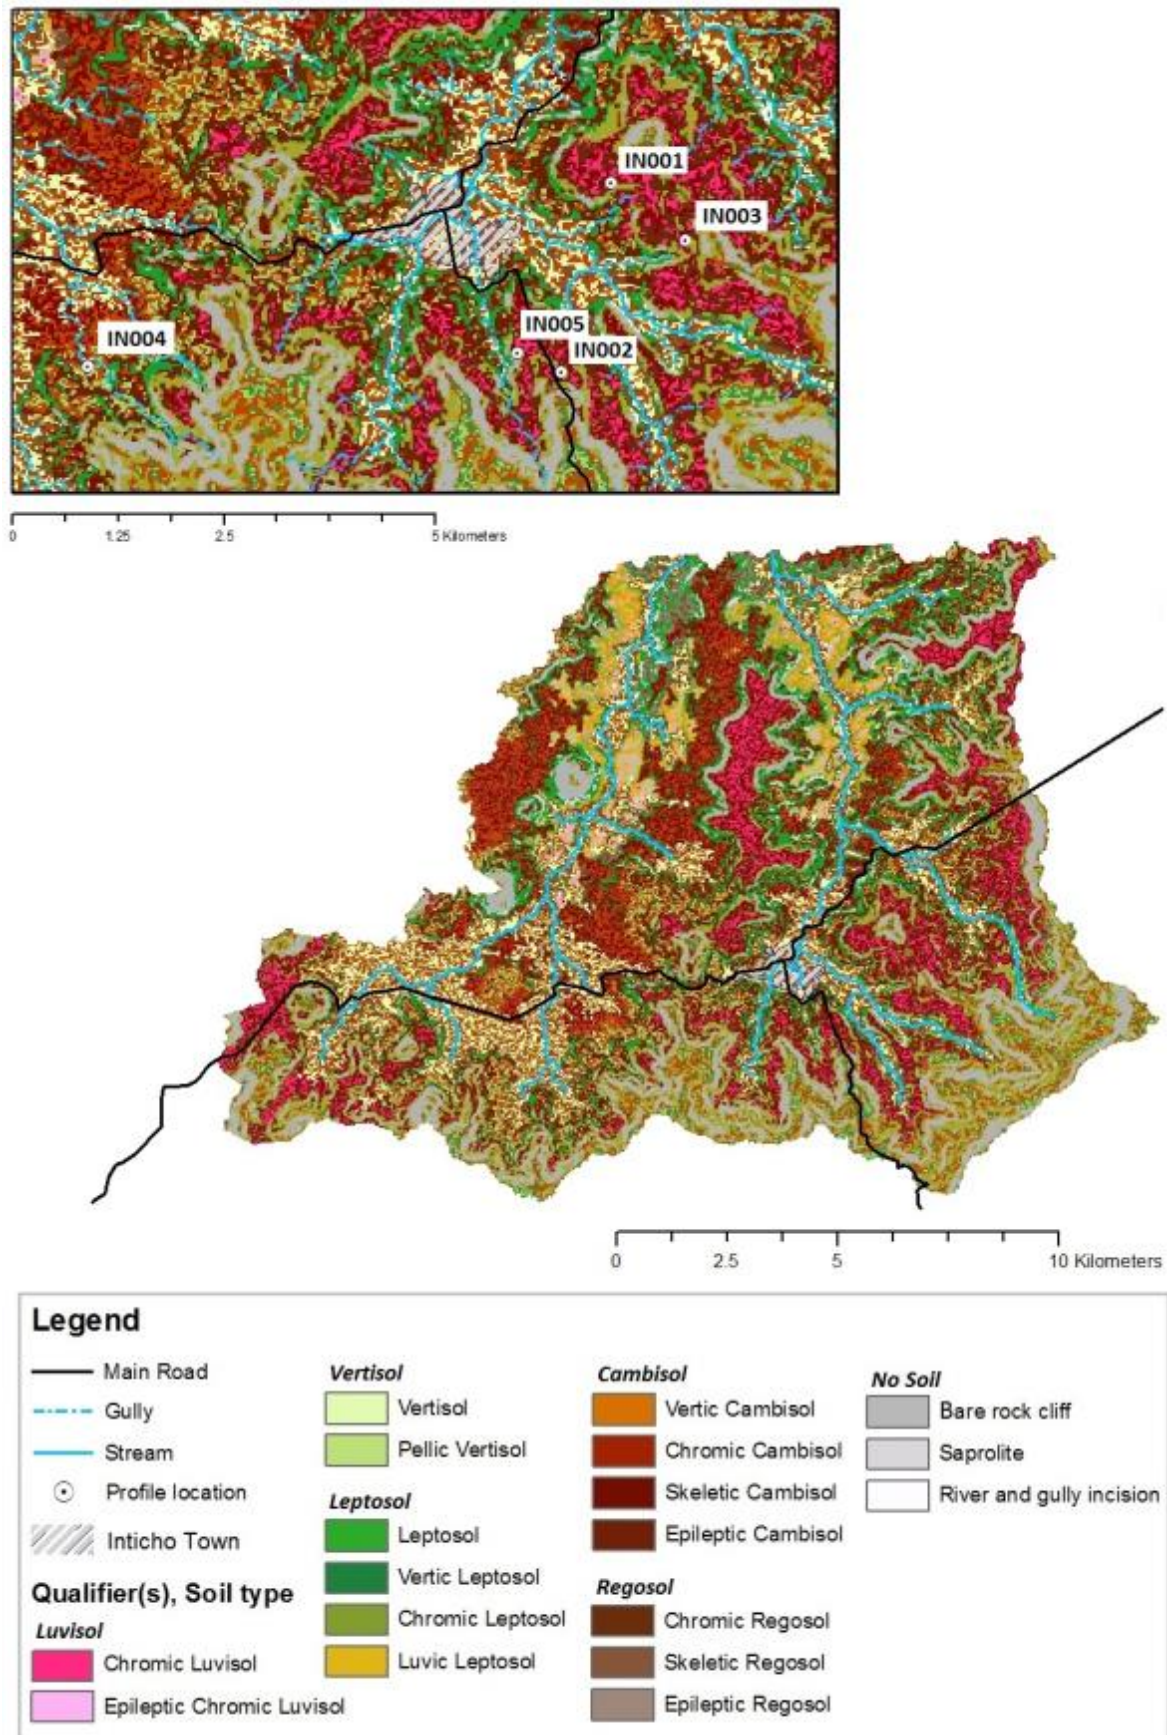 IN001
IN003
IN005
IN002
IN004
0 1.25 2.5 5 Kilometers
0 2.5 5 10 Kilometers
Legend
Main Road
Gully
Stream
Profile location
Inticho Town
Qualifier(s), Soil type
Luvisol
Chromic Luvisol
Epileptic Chromic Luvisol
Vertisol
Vertisol
Pellic Vertisol
Leptosol
Leptosol
Vertic Leptosol
Chromic Leptosol
Luvic Leptosol
Cambisol
Vertic Cambisol
Chromic Cambisol
Skeletic Cambisol
Epileptic Cambisol
Regosol
Chromic Regosol
Skeletic Regosol
Epileptic Regosol
No Soil
Bare rock cliff
Saprolite
River and gully incision